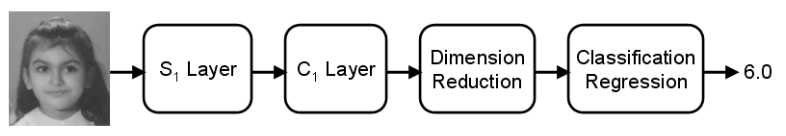 S₁ Layer
C₁ Layer
Dimension
Reduction
Classification
Regression
6.0